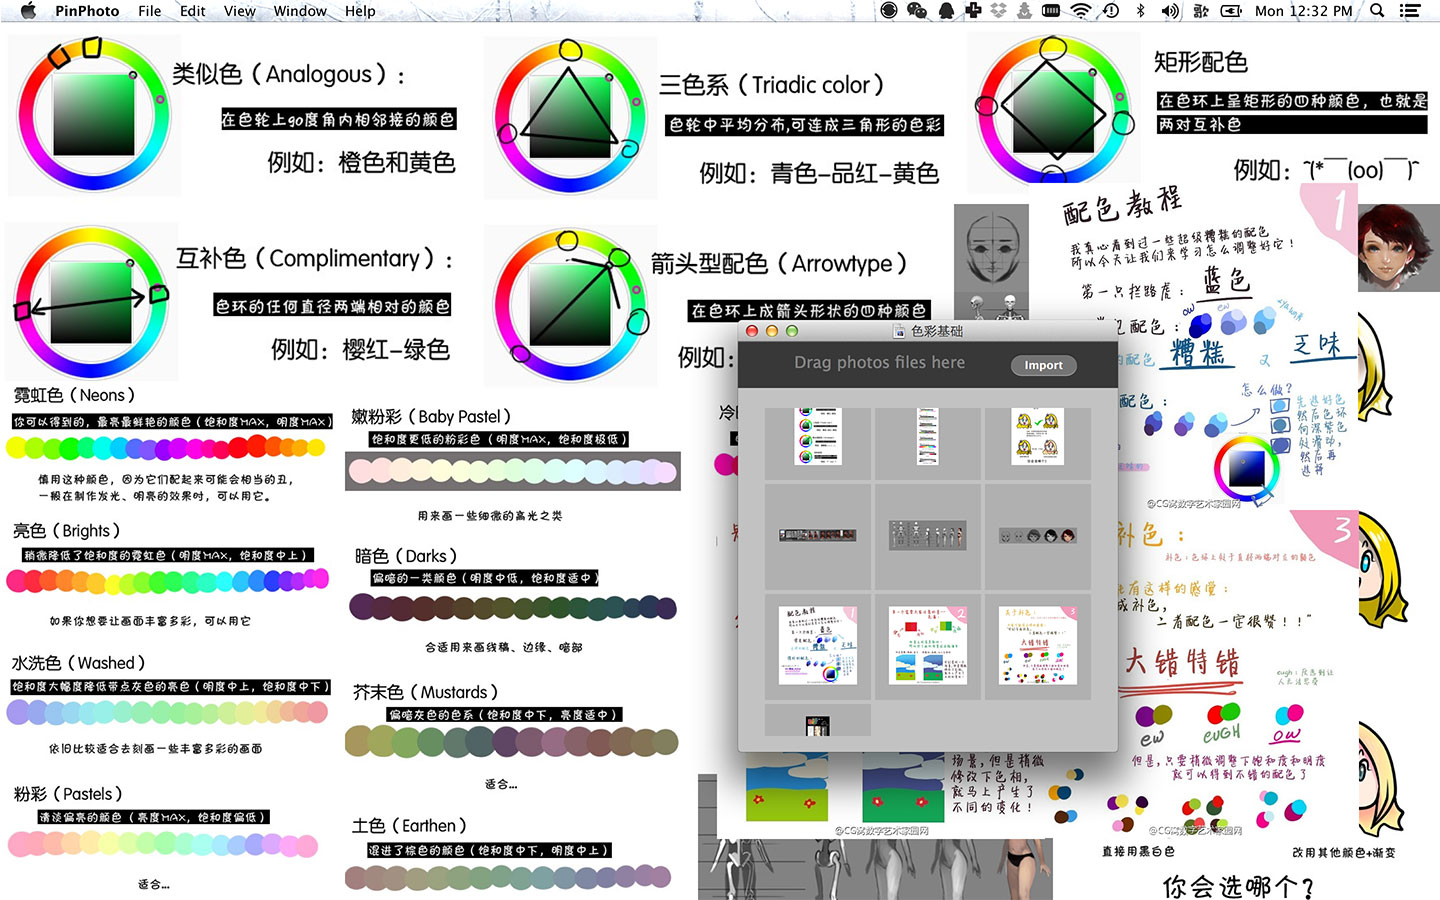 PinPhoto File Edit View Window Help
Mon 12:32 PM
类似色（Analogous）：
在色轮上90度角内相邻接的颜色
例如：橙色和黄色
三色系（Triadic color）
色轮中平均分布,可连成三角形的色彩
例如：青色-品红-黄色
矩形配色
在色环上呈矩形的四种颜色，也就是
两对互补色
例如：ˆ(*￣(oo)￣)ˆ
互补色（Complimentary）：
色环的任何直径两端相对的颜色
例如：樱红-绿色
箭头型配色（Arrowtype）
在色环上成箭头形状的四种颜色
例如：
霓虹色（Neons）
你可以得到的，最亮最鲜艳的颜色（饱和度MAX，明度MAX）
慎用这种颜色，因为它们配起来可能会相当的丑，
一般在制作发光、明亮的效果时，可以用它。
亮色（Brights）
稍微降低了饱和度的霓虹色（明度MAX，饱和度中上）
如果你想要让画面丰富多彩，可以用它
水洗色（Washed）
饱和度大幅度降低带点灰色的亮色（明度中上，饱和度中下）
依旧比较适合去刻画一些丰富多彩的画面
粉彩（Pastels）
清淡偏亮的颜色（亮度MAX，饱和度偏低）
适合...
嫩粉彩（Baby Pastel）
饱和度更低的粉彩色（明度MAX，饱和度极低）
用来画一些细微的高光之类
暗色（Darks）
偏暗的一类颜色（明度中低，饱和度适中）
合适用来画线稿、边缘、暗部
芥末色（Mustards）
偏暗灰色的色系（饱和度中下，亮度适中）
适合...
土色（Earthen）
混进了棕色的颜色（饱和度中下，明度中上）
色彩基础
Drag photos files here
Import
配色教程
1
我真心看到过一些超级糟糕的配色
所以今天让我们来学习怎么调整好它！
第一只拦路虎：蓝色
配色：
ow
ew
的配色 糟糕 又 乏味
怎么做？
配色：
先选好色
然后色环
向深紫色
处滑动，
然后再
选择
@CG窝数字艺术家园网
3
补色：
补色：色环上处于直径两端对立的颜色
有这样的感觉：
成补色，
二者配色一定很赞！！”
大错特错
ew
EUGH
OW
但是,只需稍微调整下饱和度和明度
就可以得到不错的配色了
@CG窝数字艺术家园网
场景,但是稍微
修改下色相,
就马上产生了
不同的变化！
@CG窝数字艺术家园网
直接用黑白色
改用其他颜色+渐变
你会选哪个？